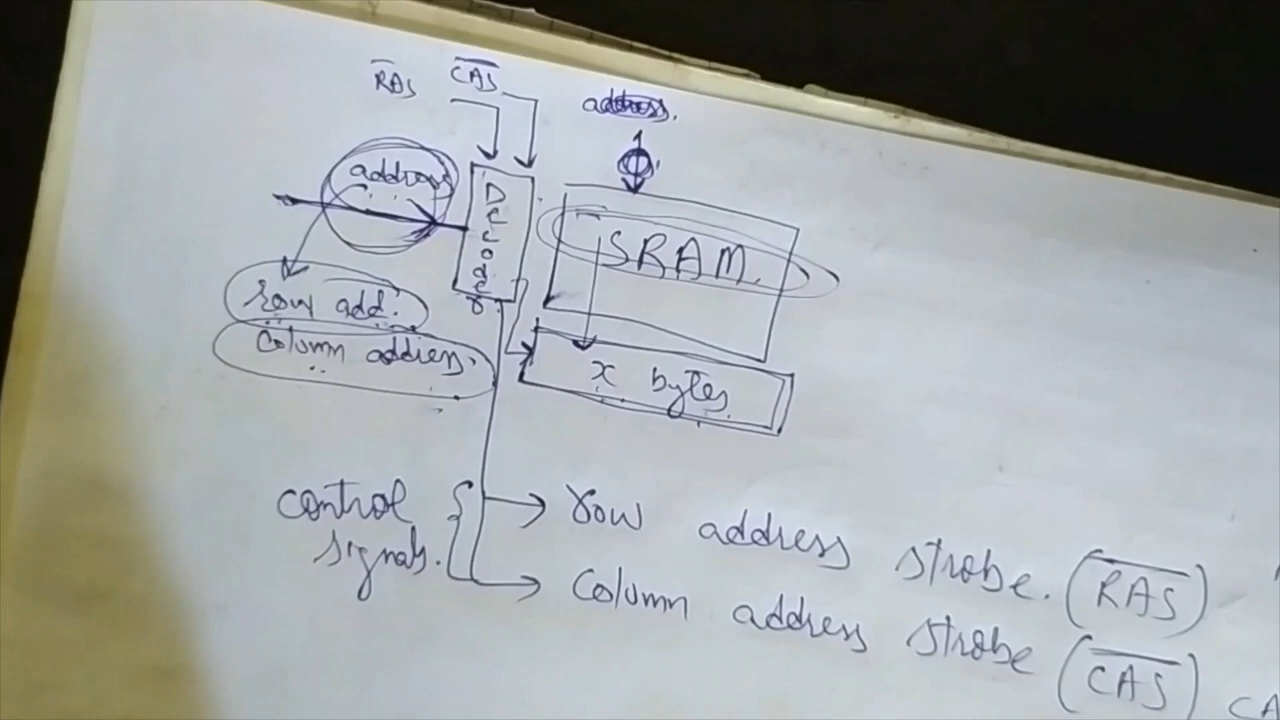 RAS CAS
address.
address
Decoder
SRAM.
row add.
Column address.
x bytes
control
signals.
row address strobe. (RAS)
Column address strobe (CAS) CA